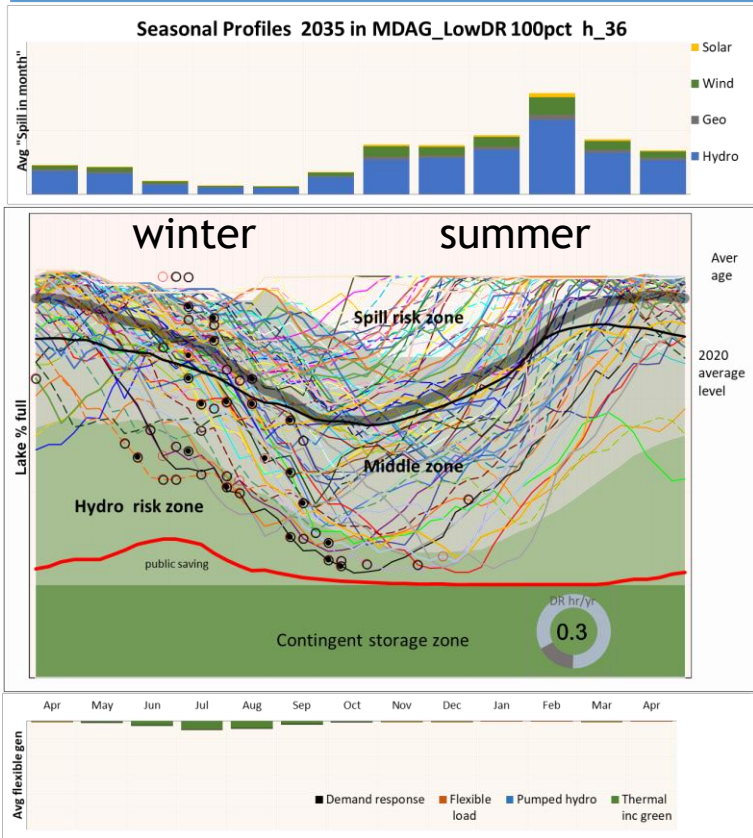 Seasonal Profiles 2035 in MDAG_LowDR 100pct h_36
Avg "Spill in month"
Solar
Wind
Geo
Hydro
winter
summer
Aver
age
Spill risk zone
2020
average
level
Lake % full
Middle zone
Hydro risk zone
public saving
DR hr/yr
0.3
Contingent storage zone
Apr May Jun Jul Aug Sep Oct Nov Dec Jan Feb Mar Apr
Avg flexible gen
Demand response
Flexible
load
Pumped hydro
Thermal
inc green